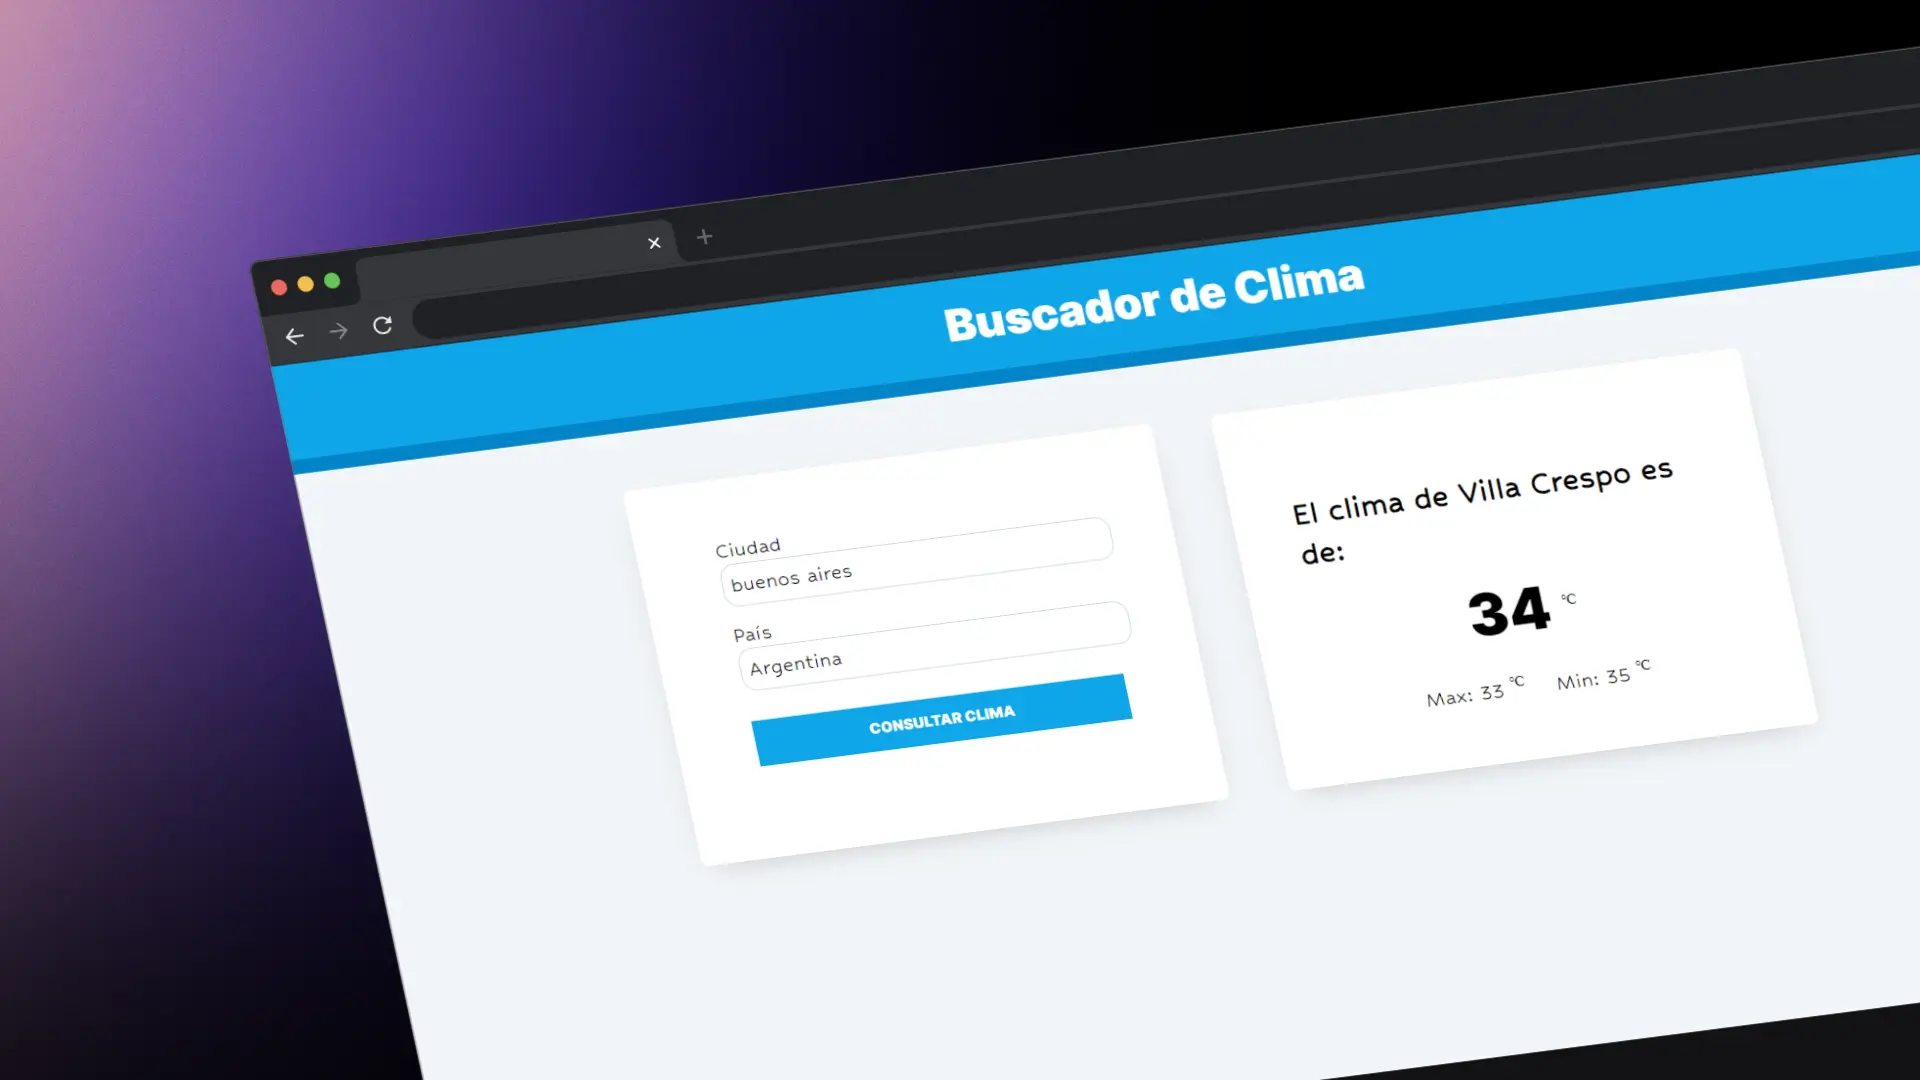 Buscador de Clima
Ciudad
buenos aires
País
Argentina
CONSULTAR CLIMA
El clima de Villa Crespo es
de:
34 °C
Max: 33 °C Min: 35 °C